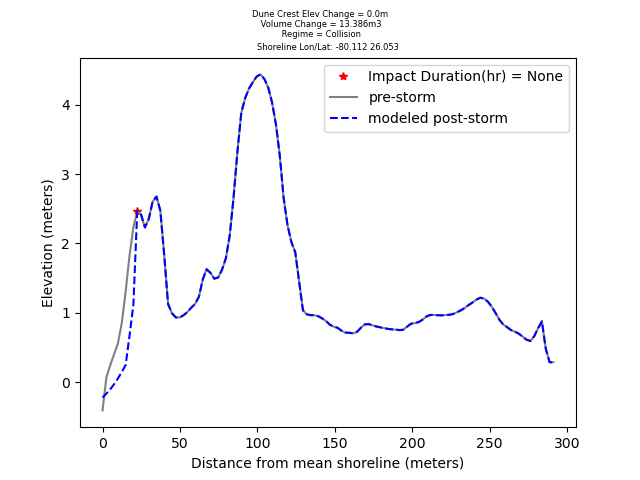 Dune Crest Elev Change = 0.0m
Volume Change = 13.386m3
Regime = Collision
Shoreline Lon/Lat: -80.112 26.053
Impact Duration(hr) = None
pre-storm
modeled post-storm
Elevation (meters)
4
3
2
1
0
0 50 100 150 200 250 300
Distance from mean shoreline (meters)